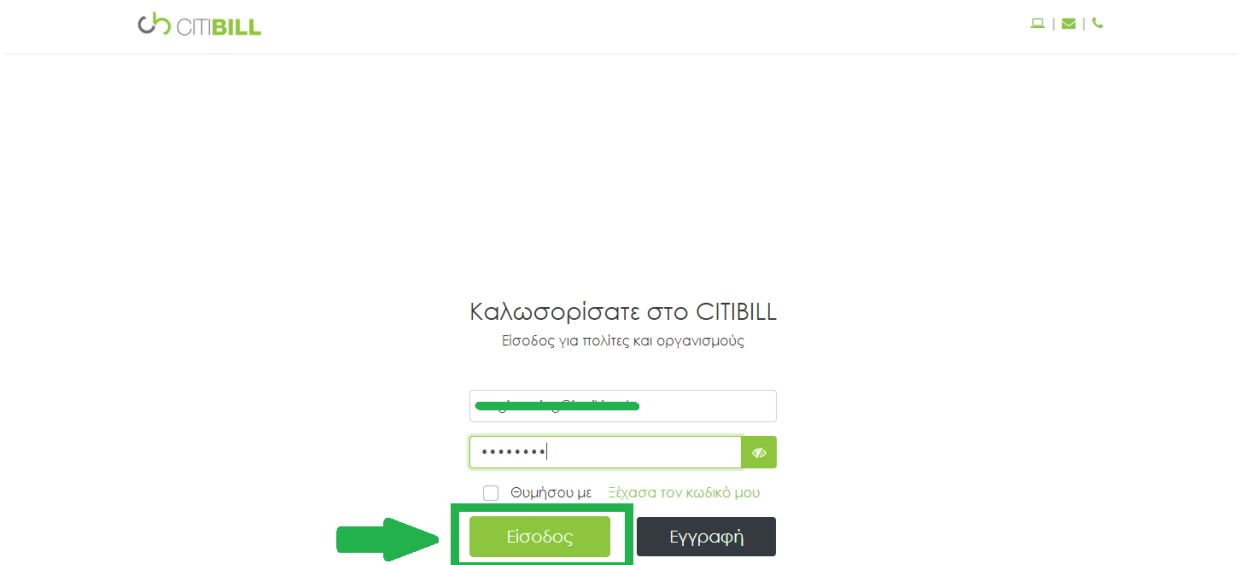 CITIBILL
Καλωσορίσατε στο CITIBILL
Είσοδος για πολίτες και οργανισμούς
Θυμήσου με Ξέχασα τον κωδικό μου
Είσοδος Εγγραφή